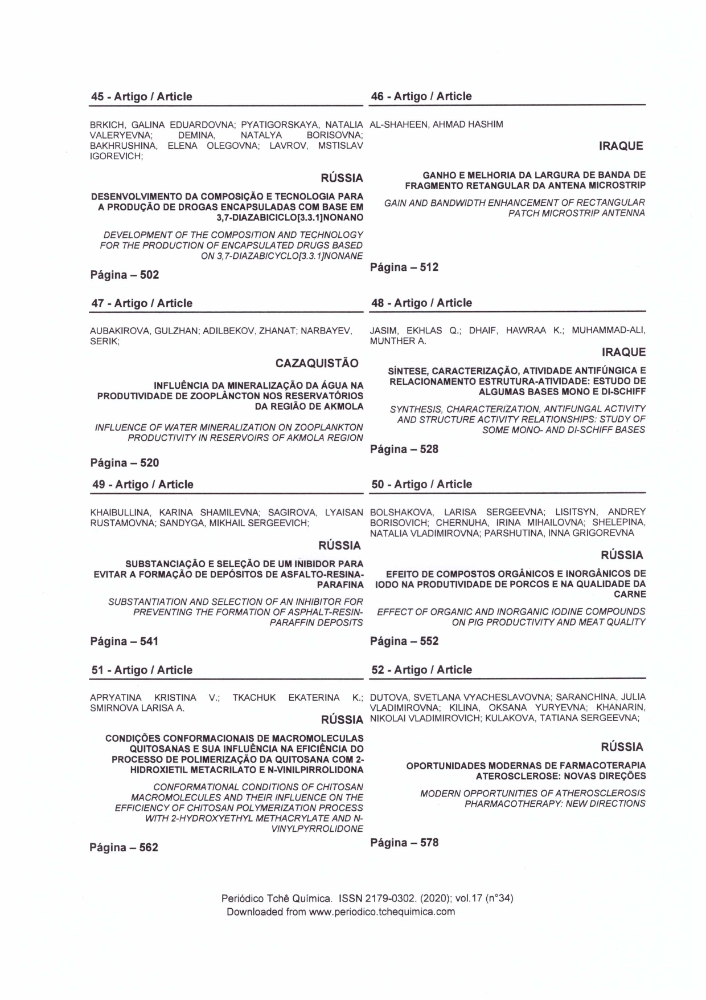 45 - Artigo / Article
BRKICH, GALINA EDUARDOVNA; PYATIGORSKAYA, NATALIA
VALERYEVNA; DEMINA, NATALYA BORISOVNA;
BAKHRUSHINA, ELENA OLEGOVNA; LAVROV, MSTISLAV
IGOREVICH;
RÚSSIA
DESENVOLVIMENTO DA COMPOSIÇÃO E TECNOLOGIA PARA
A PRODUÇÃO DE DROGAS ENCAPSULADAS COM BASE EM
3,7-DIAZABICICLO[3.3.1]NONANO
DEVELOPMENT OF THE COMPOSITION AND TECHNOLOGY
FOR THE PRODUCTION OF ENCAPSULATED DRUGS BASED
ON 3,7-DIAZABICYCLO[3.3.1]NONANE
Página – 502
46 - Artigo / Article
AL-SHAHEEN, AHMAD HASHIM
IRAQUE
GANHO E MELHORIA DA LARGURA DE BANDA DE
FRAGMENTO RETANGULAR DA ANTENA MICROSTRIP
GAIN AND BANDWIDTH ENHANCEMENT OF RECTANGULAR
PATCH MICROSTRIP ANTENNA
Página – 512
47 - Artigo / Article
AUBAKIROVA, GULZHAN; ADILBEKOV, ZHANAT; NARBAYEV,
SERIK;
CAZAQUISTÃO
INFLUÊNCIA DA MINERALIZAÇÃO DA ÁGUA NA
PRODUTIVIDADE DE ZOOPLÂNCTON NOS RESERVATÓRIOS
DA REGIÃO DE AKMOLA
INFLUENCE OF WATER MINERALIZATION ON ZOOPLANKTON
PRODUCTIVITY IN RESERVOIRS OF AKMOLA REGION
Página – 520
48 - Artigo / Article
JASIM, EKHLAS Q.; DHAIF, HAWRAA K.; MUHAMMAD-ALI,
MUNTHER A.
IRAQUE
SÍNTESE, CARACTERIZAÇÃO, ATIVIDADE ANTIFÚNGICA E
RELACIONAMENTO ESTRUTURA-ATIVIDADE: ESTUDO DE
ALGUMAS BASES MONO E DI-SCHIFF
SYNTHESIS, CHARACTERIZATION, ANTIFUNGAL ACTIVITY
AND STRUCTURE ACTIVITY RELATIONSHIPS: STUDY OF
SOME MONO- AND DI-SCHIFF BASES
Página – 528
49 - Artigo / Article
KHAIBULLINA, KARINA SHAMILEVNA; SAGIROVA, LYAISAN
RUSTAMOVNA; SANDYGA, MIKHAIL SERGEEVICH;
RÚSSIA
SUBSTANCIAÇÃO E SELEÇÃO DE UM INIBIDOR PARA
EVITAR A FORMAÇÃO DE DEPÓSITOS DE ASFALTO-RESINA-
PARAFINA
SUBSTANTIATION AND SELECTION OF AN INHIBITOR FOR
PREVENTING THE FORMATION OF ASPHALT-RESIN-
PARAFFIN DEPOSITS
Página – 541
50 - Artigo / Article
BOLSHAKOVA, LARISA SERGEEVNA; LISITSYN, ANDREY
BORISOVICH; CHERNUHA, IRINA MIHAILOVNA; SHELEPINA,
NATALIA VLADIMIROVNA; PARSHUTINA, INNA GRIGOREVNA
RÚSSIA
EFEITO DE COMPOSTOS ORGÂNICOS E INORGÂNICOS DE
IODO NA PRODUTIVIDADE DE PORCOS E NA QUALIDADE DA
CARNE
EFFECT OF ORGANIC AND INORGANIC IODINE COMPOUNDS
ON PIG PRODUCTIVITY AND MEAT QUALITY
Página – 552
51 - Artigo / Article
APRYATINA KRISTINA V.; TKACHUK EKATERINA K.;
SMIRNOVA LARISA A.
RÚSSIA
CONDIÇÕES CONFORMACIONAIS DE MACROMOLECULAS
QUITOSANAS E SUA INFLUÊNCIA NA EFICIÊNCIA DO
PROCESSO DE POLIMERIZAÇÃO DA QUITOSANA COM 2-
HIDROXIETIL METACRILATO E N-VINILPIRROLIDONA
CONFORMATIONAL CONDITIONS OF CHITOSAN
MACROMOLECULES AND THEIR INFLUENCE ON THE
EFFICIENCY OF CHITOSAN POLYMERIZATION PROCESS
WITH 2-HYDROXYETHYL METHACRYLATE AND N-
VINYLPYRROLIDONE
Página – 562
52 - Artigo / Article
DUTOVA, SVETLANA VYACHESLAVOVNA; SARANCHINA, JULIA
VLADIMIROVNA; KILINA, OKSANA YURYEVNA; KHANARIN,
NIKOLAI VLADIMIROVICH; KULAKOVA, TATIANA SERGEEVNA;
RÚSSIA
OPORTUNIDADES MODERNAS DE FARMACOTERAPIA
ATEROSCLEROSE: NOVAS DIREÇÕES
MODERN OPPORTUNITIES OF ATHEROSCLEROSIS
PHARMACOTHERAPY: NEW DIRECTIONS
Página – 578
Periódico Tchê Química. ISSN 2179-0302. (2020); vol.17 (n°34)
Downloaded from www.periodico.tchequimica.com